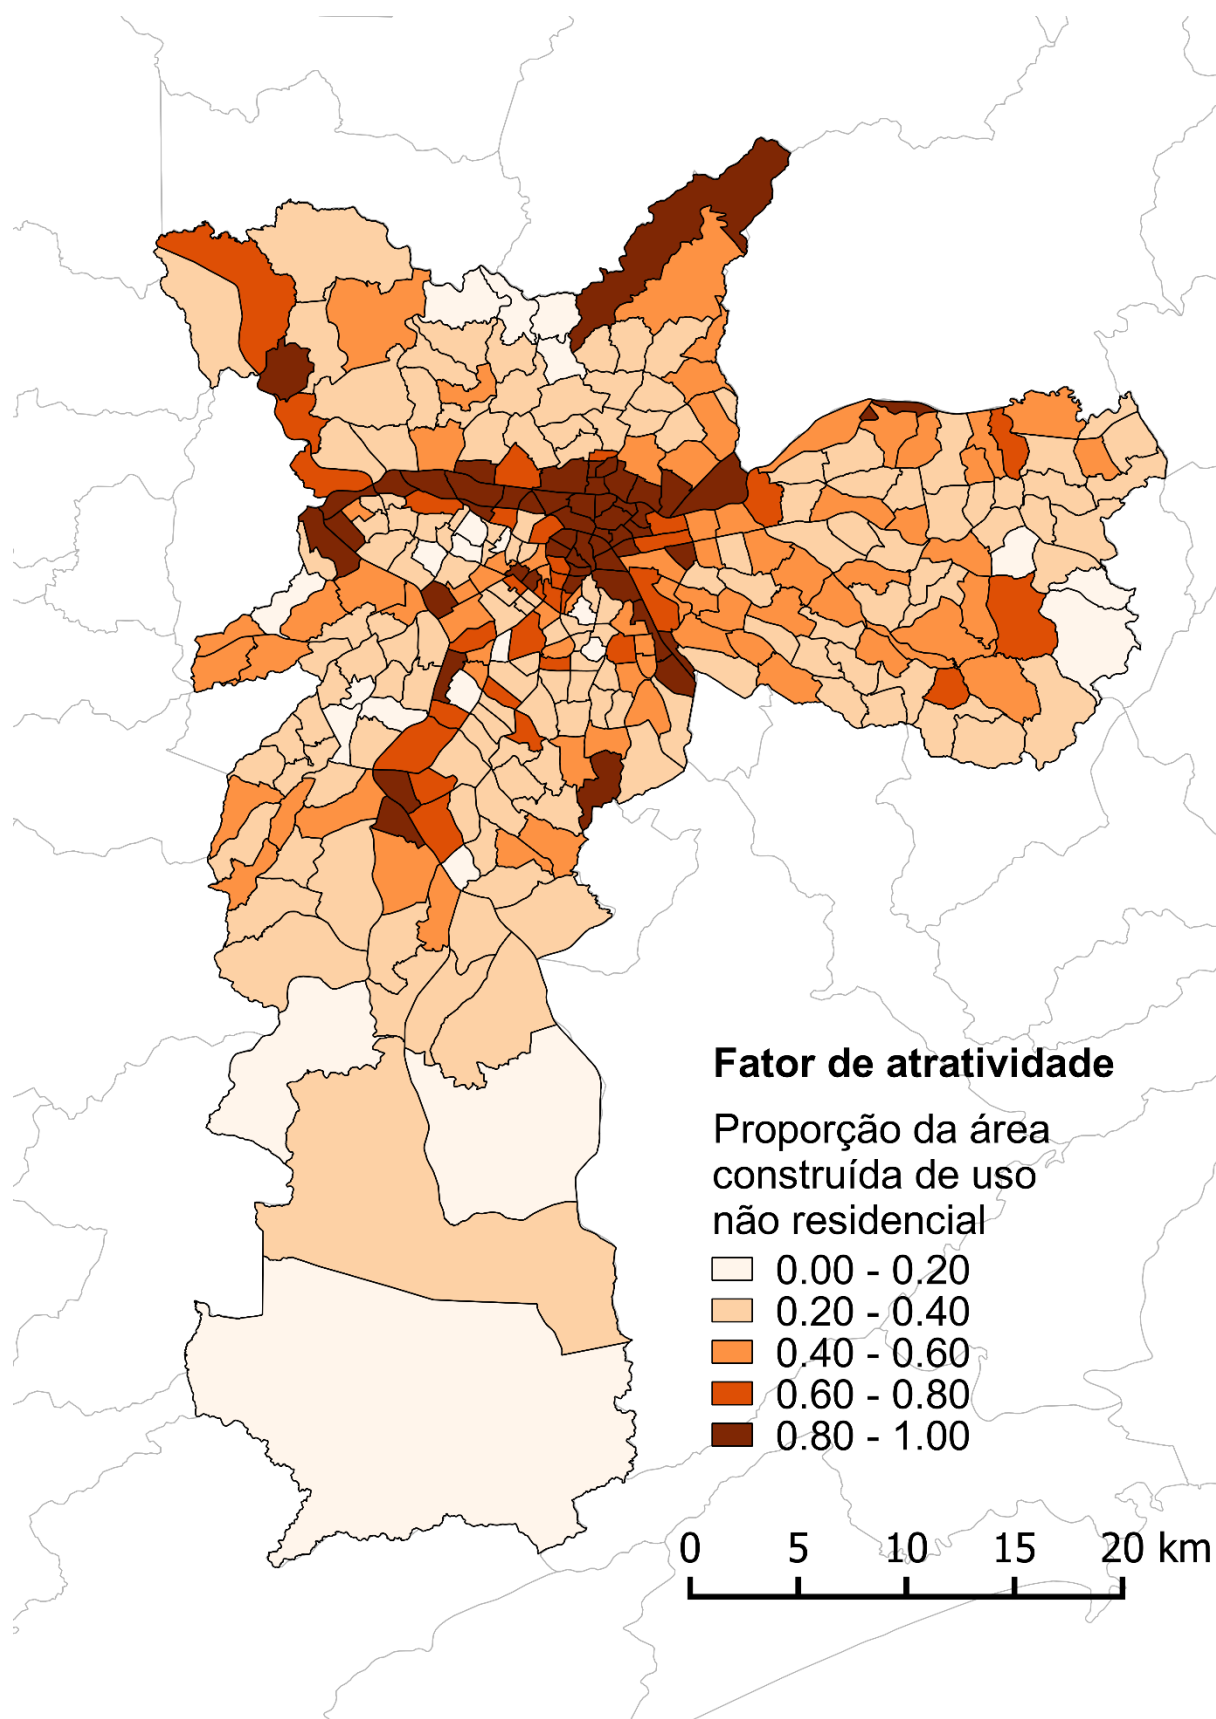 Fator de atratividade
Proporção da área
construída de uso
não residencial
0.00 - 0.20
0.20 - 0.40
0.40 - 0.60
0.60 - 0.80
0.80 - 1.00
0 5 10 15 20 km